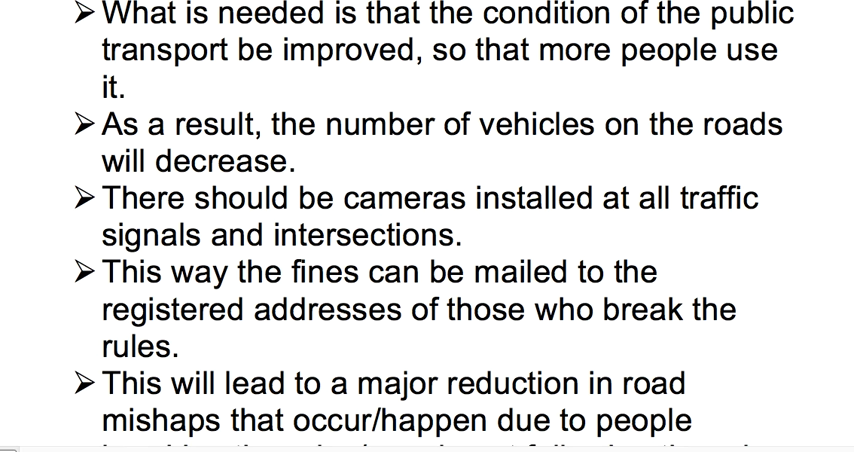 ➢ What is needed is that the condition of the public
transport be improved, so that more people use
it.
➢ As a result, the number of vehicles on the roads
will decrease.
➢ There should be cameras installed at all traffic
signals and intersections.
➢ This way the fines can be mailed to the
registered addresses of those who break the
rules.
➢ This will lead to a major reduction in road
mishaps that occur/happen due to people